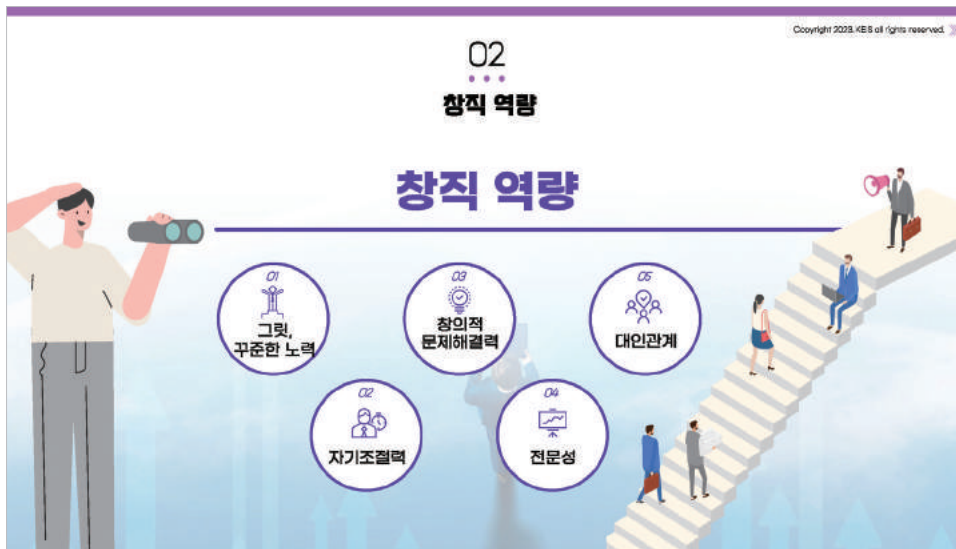 Copyright 2023. KBS all rights reserved.
02
창직 역량
창직 역량
01
그릿,
꾸준한 노력
02
자기조절력
03
창의적
문제해결력
04
전문성
05
대인관계